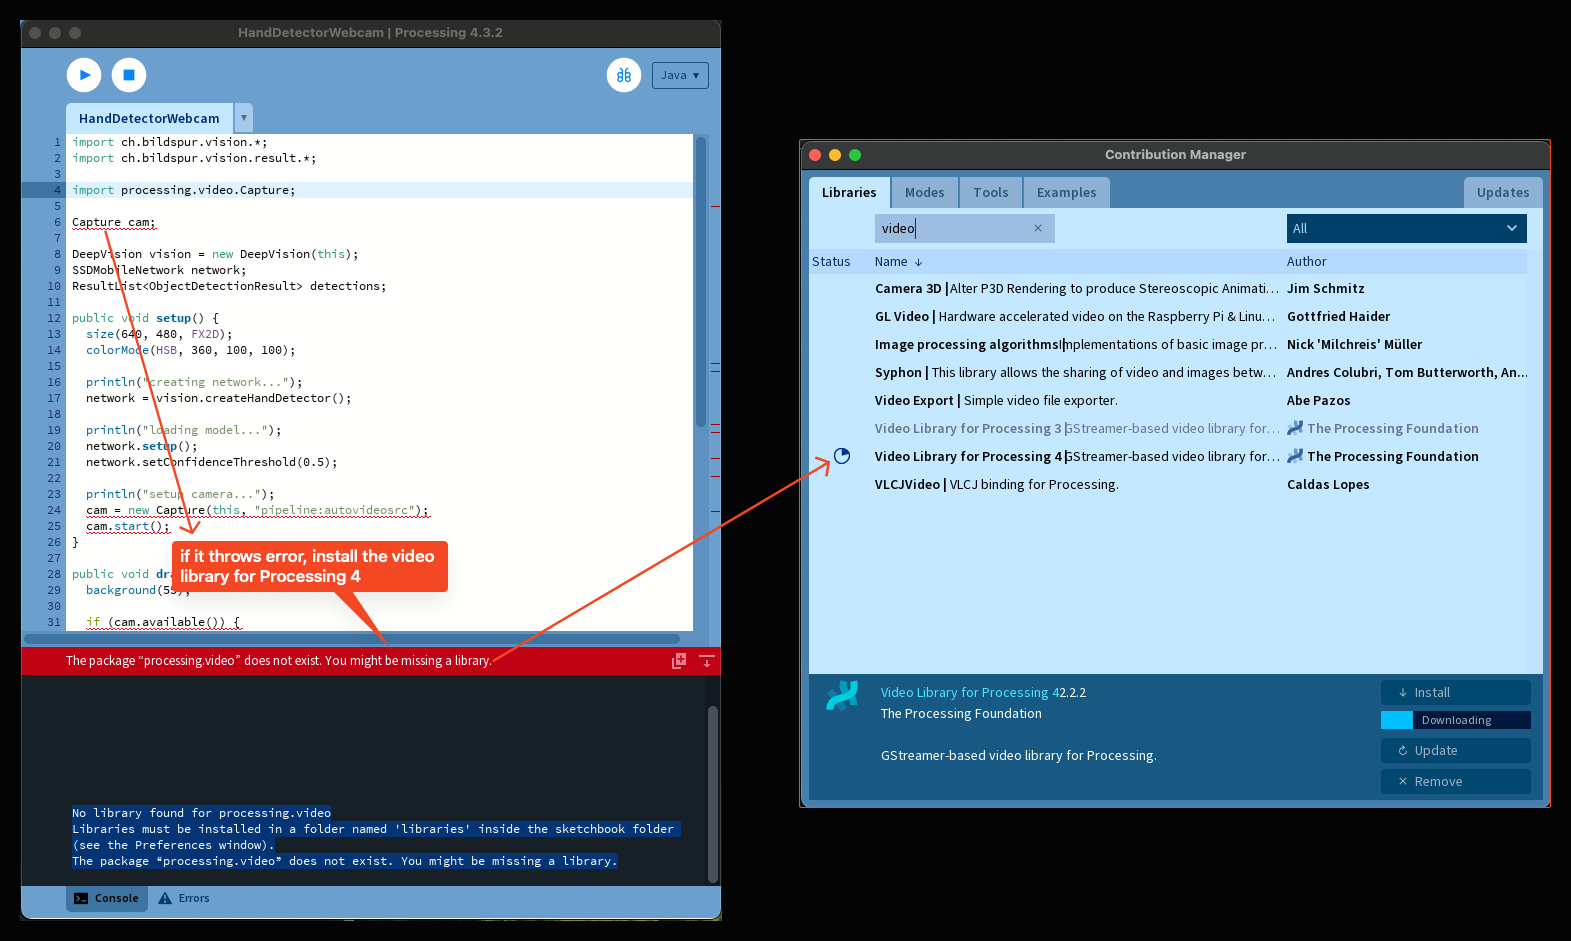 HandDetectorWebcam | Processing 4.3.2
Java ▾
HandDetectorWebcam ▾
1 import ch.bildspur.vision.*;
2 import ch.bildspur.vision.result.*;
3
4 import processing.video.Capture;
5
6 Capture cam;
7
8 DeepVision vision = new DeepVision(this);
9 SSDMobileNetwork network;
10 ResultList<ObjectDetectionResult> detections;
11
12 public void setup() {
13 size(640, 480, FX2D);
14 colorMode(HSB, 360, 100, 100);
15
16 println("creating network...");
17 network = vision.createHandDetector();
18
19 println("loading model...");
20 network.setup();
21 network.setConfidenceThreshold(0.5);
22
23 println("setup camera...");
24 cam = new Capture(this, "pipeline:autovideosrc");
25 cam.start();
26 }
27
28 public void dra
29 background(55);
30
31 if (cam.available()) {
if it throws error, install the video
library for Processing 4
The package “processing.video” does not exist. You might be missing a library.
No library found for processing.video
Libraries must be installed in a folder named 'libraries' inside the sketchbook folder
(see the Preferences window).
The package “processing.video” does not exist. You might be missing a library.
Console Errors
Contribution Manager
Libraries Modes Tools Examples Updates
video × All
Status Name ↓ Author
Camera 3D | Alter P3D Rendering to produce Stereoscopic Animati... Jim Schmitz
GL Video | Hardware accelerated video on the Raspberry Pi & Linu... Gottfried Haider
Image processing algorithms | Implementations of basic image pr... Nick 'Milchreis' Müller
Syphon | This library allows the sharing of video and images betw... Andres Colubri, Tom Butterworth, An...
Video Export | Simple video file exporter. Abe Pazos
Video Library for Processing 3 | GStreamer-based video library for... The Processing Foundation
Video Library for Processing 4 | GStreamer-based video library for... The Processing Foundation
VLCJVideo | VLCJ binding for Processing. Caldas Lopes
Video Library for Processing 4 2.2.2
The Processing Foundation
GStreamer-based video library for Processing.
↓ Install
Downloading
Update
× Remove